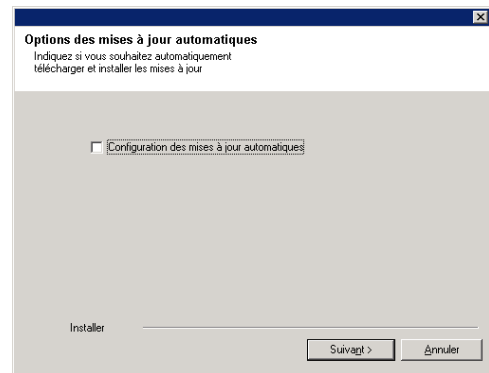 Options des mises à jour automatiques
Indiquez si vous souhaitez automatiquement
télécharger et installer les mises à jour
Configuration des mises à jour automatiques
Installer
Suivant >
Annuler